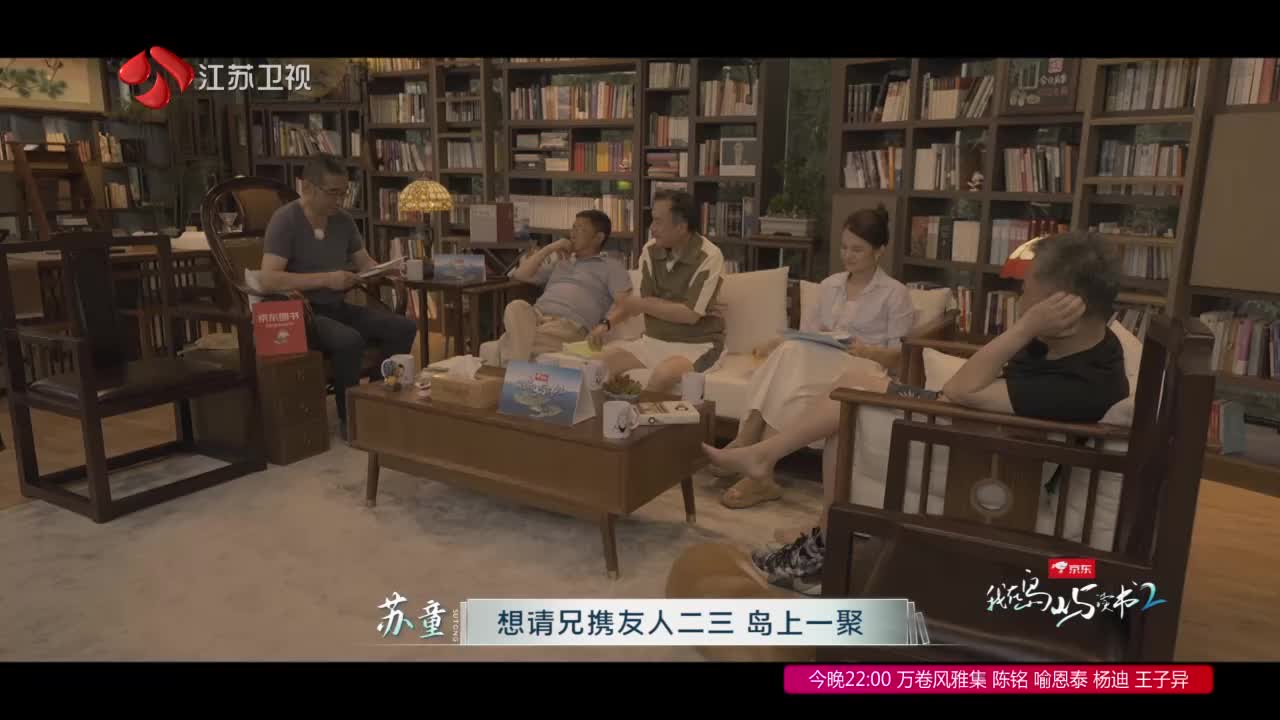 江苏卫视
京东图书
京东
我在岛屿读书2
苏童
SUTONG
想请兄携友人二三 岛上一聚
今晚22:00 万卷风雅集 陈铭 喻恩泰 杨迪 王子异